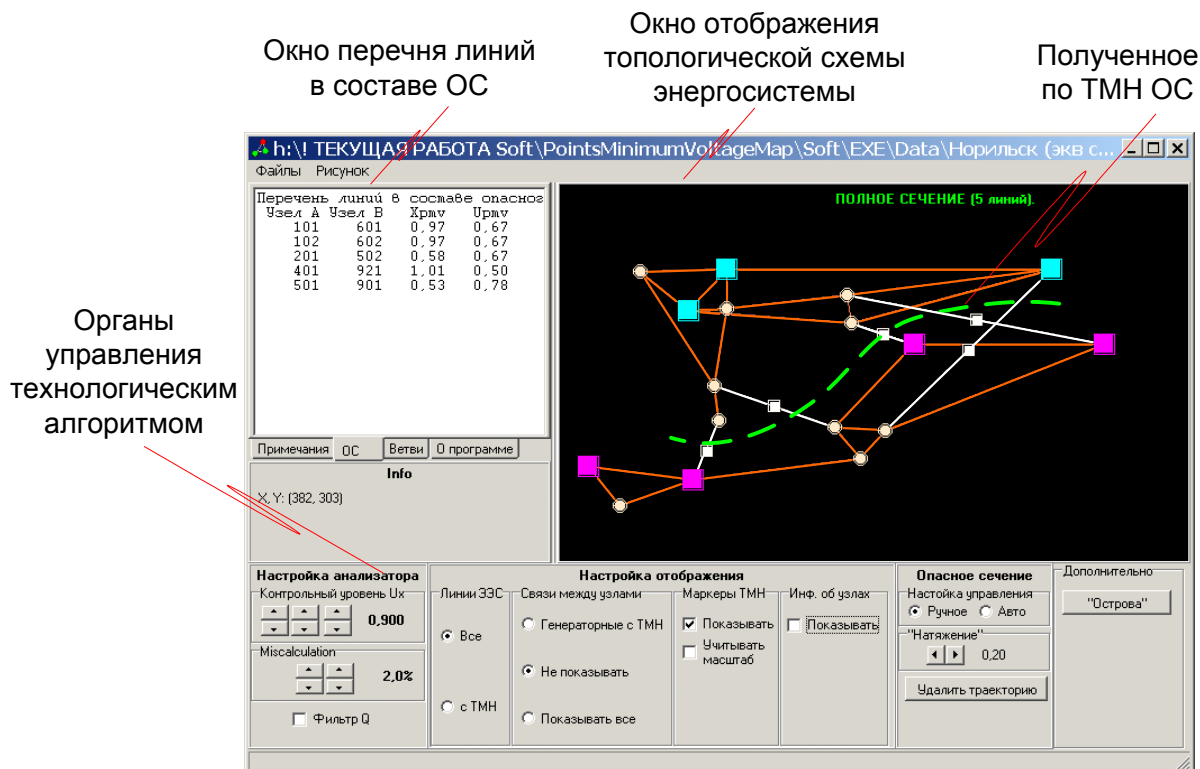 Окно перечня линий
в составе ОС
Окно отображения
топологической схемы
энергосистемы
Полученное
по ТМН ОС
Органы
управления
технологическим
алгоритмом
h:\! ТЕКУЩАЯ РАБОТА Soft\PointsMinimumVoltageMap\Soft\EXE\Data\Норильск (экв с...
Файлы Рисунок
Перечень линий в составе опасног
Узел A Узел B Xpmv Upmv
101 601 0,97 0,67
102 602 0,97 0,67
201 502 0,58 0,67
401 921 1,01 0,50
501 901 0,53 0,78
ПОЛНОЕ СЕЧЕНИЕ (5 линий).
Примечания ОС Ветви О программе
Info
X, Y: (382, 303)
Настройка анализатора
Контрольный уровень Ux
0,900
Miscalculation
2,0%
Фильтр Q
Настройка отображения
Линии ЭЭС
Все
с ТМН
Связи между узлами
Генераторные с ТМН
Не показывать
Показывать все
Маркеры ТМН
Показывать
Учитывать
масштаб
Инф. об узлах
Показывать
Опасное сечение
Настойка управления
Ручное Авто
"Натяжение"
0,20
Удалить траекторию
Дополнительно
"Острова"